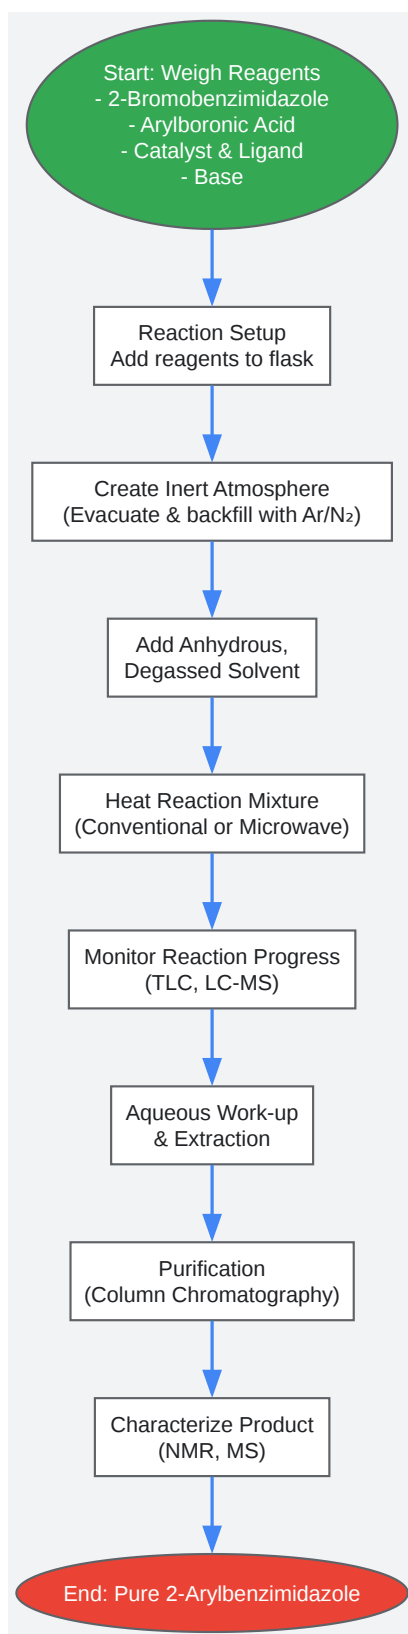 Start: Weigh Reagents
- 2-Bromobenzimidazole
- Arylboronic Acid
- Catalyst & Ligand
- Base
Reaction Setup
Add reagents to flask
Create Inert Atmosphere
(Evacuate & backfill with Ar/N₂)
Add Anhydrous,
Degassed Solvent
Heat Reaction Mixture
(Conventional or Microwave)
Monitor Reaction Progress
(TLC, LC-MS)
Aqueous Work-up
& Extraction
Purification
(Column Chromatography)
Characterize Product
(NMR, MS)
End: Pure 2-Arylbenzimidazole